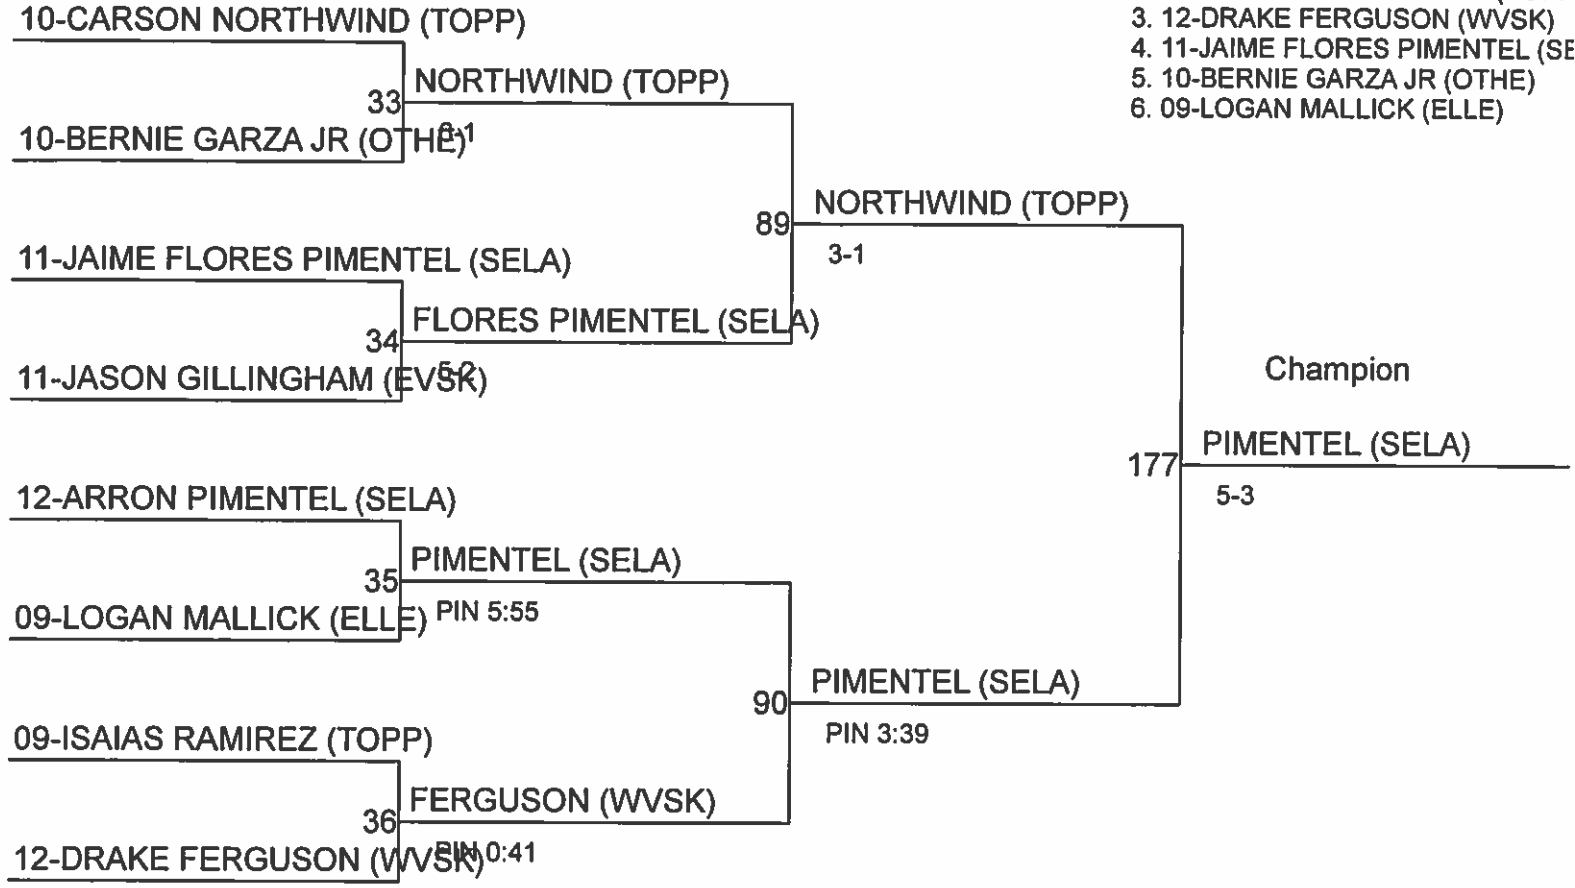 10-CARSON NORTHWIND (TOPP)
3. 12-DRAKE FERGUSON (WVSK)
4. 11-JAIME FLORES PIMENTEL (SE
5. 10-BERNIE GARZA JR (OTHE)
6. 09-LOGAN MALLICK (ELLE)
NORTHWIND (TOPP)
33
10-BERNIE GARZA JR (OTHE)
NORTHWIND (TOPP)
89
3-1
11-JAIME FLORES PIMENTEL (SELA)
FLORES PIMENTEL (SELA)
34
5-2
11-JASON GILLINGHAM (EVSK)
Champion
PIMENTEL (SELA)
177
5-3
12-ARRON PIMENTEL (SELA)
PIMENTEL (SELA)
35
PIN 5:55
09-LOGAN MALLICK (ELLE)
PIMENTEL (SELA)
90
PIN 3:39
09-ISAIAS RAMIREZ (TOPP)
FERGUSON (WVSK)
36
PIN 0:41
12-DRAKE FERGUSON (WVSK)